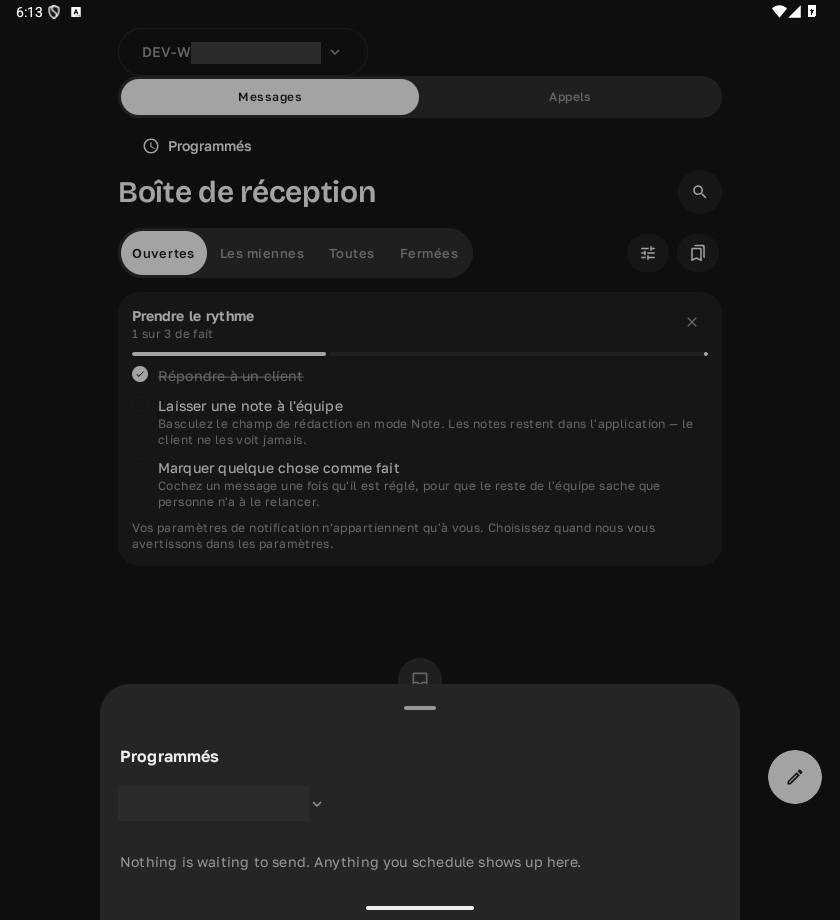 6:13
DEV-W
Messages
Appels
Programmés
Boîte de réception
Ouvertes
Les miennes
Toutes
Fermées
Prendre le rythme
1 sur 3 de fait
Répondre à un client
Laisser une note à l'équipe
Basculez le champ de rédaction en mode Note. Les notes restent dans l'application — le
client ne les voit jamais.
Marquer quelque chose comme fait
Cochez un message une fois qu'il est réglé, pour que le reste de l'équipe sache que
personne n'a à le relancer.
Vos paramètres de notification n'appartiennent qu'à vous. Choisissez quand nous vous
avertissons dans les paramètres.
Programmés
Nothing is waiting to send. Anything you schedule shows up here.